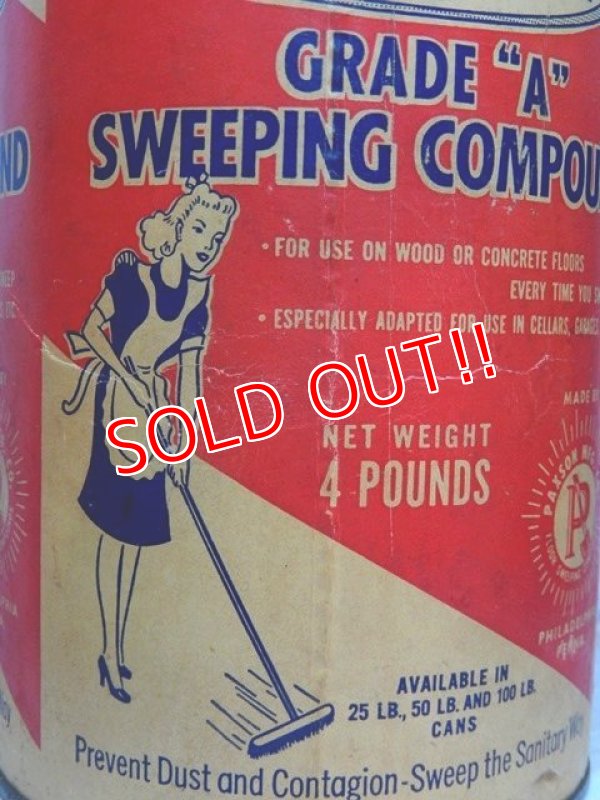 GRADE "A"
SWEEPING COMPOU
ND
• FOR USE ON WOOD OR CONCRETE FLOORS
EVERY TIME YOU
• ESPECIALLY ADAPTED FOR USE IN CELLARS,
SOLD OUT!!
NET WEIGHT
4 POUNDS
MADE
PAXSON
P
PHILADELPHIA
PENNA.
AVAILABLE IN
25 LB., 50 LB. AND 100 LB.
CANS
Prevent Dust and Contagion-Sweep the Sanitary Way